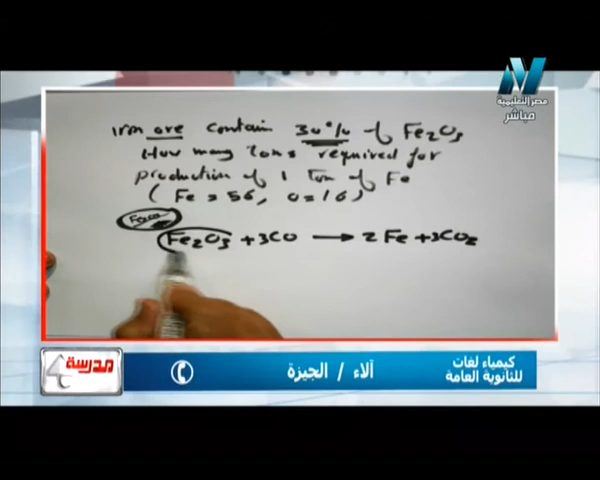 مصر التعليمية
مباشر
Iron ore contain 30% of Fe2O3
How many Tons required for
production of 1 Ton of Fe
( Fe = 56, O = 16 )
Fe2O3 + 3CO → 2Fe + 3CO2
مدرسة
آلاء / الجيزة
كيمياء لغات
للثانوية العامة